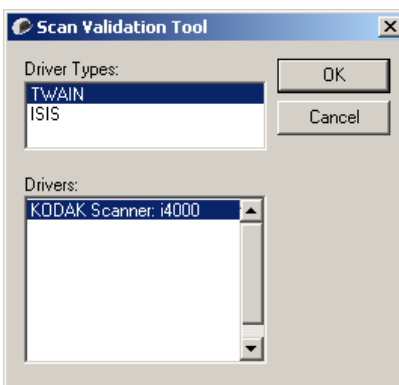 Scan Validation Tool
Driver Types:
OK
TWAIN
ISIS
Cancel
Drivers:
KODAK Scanner: i4000